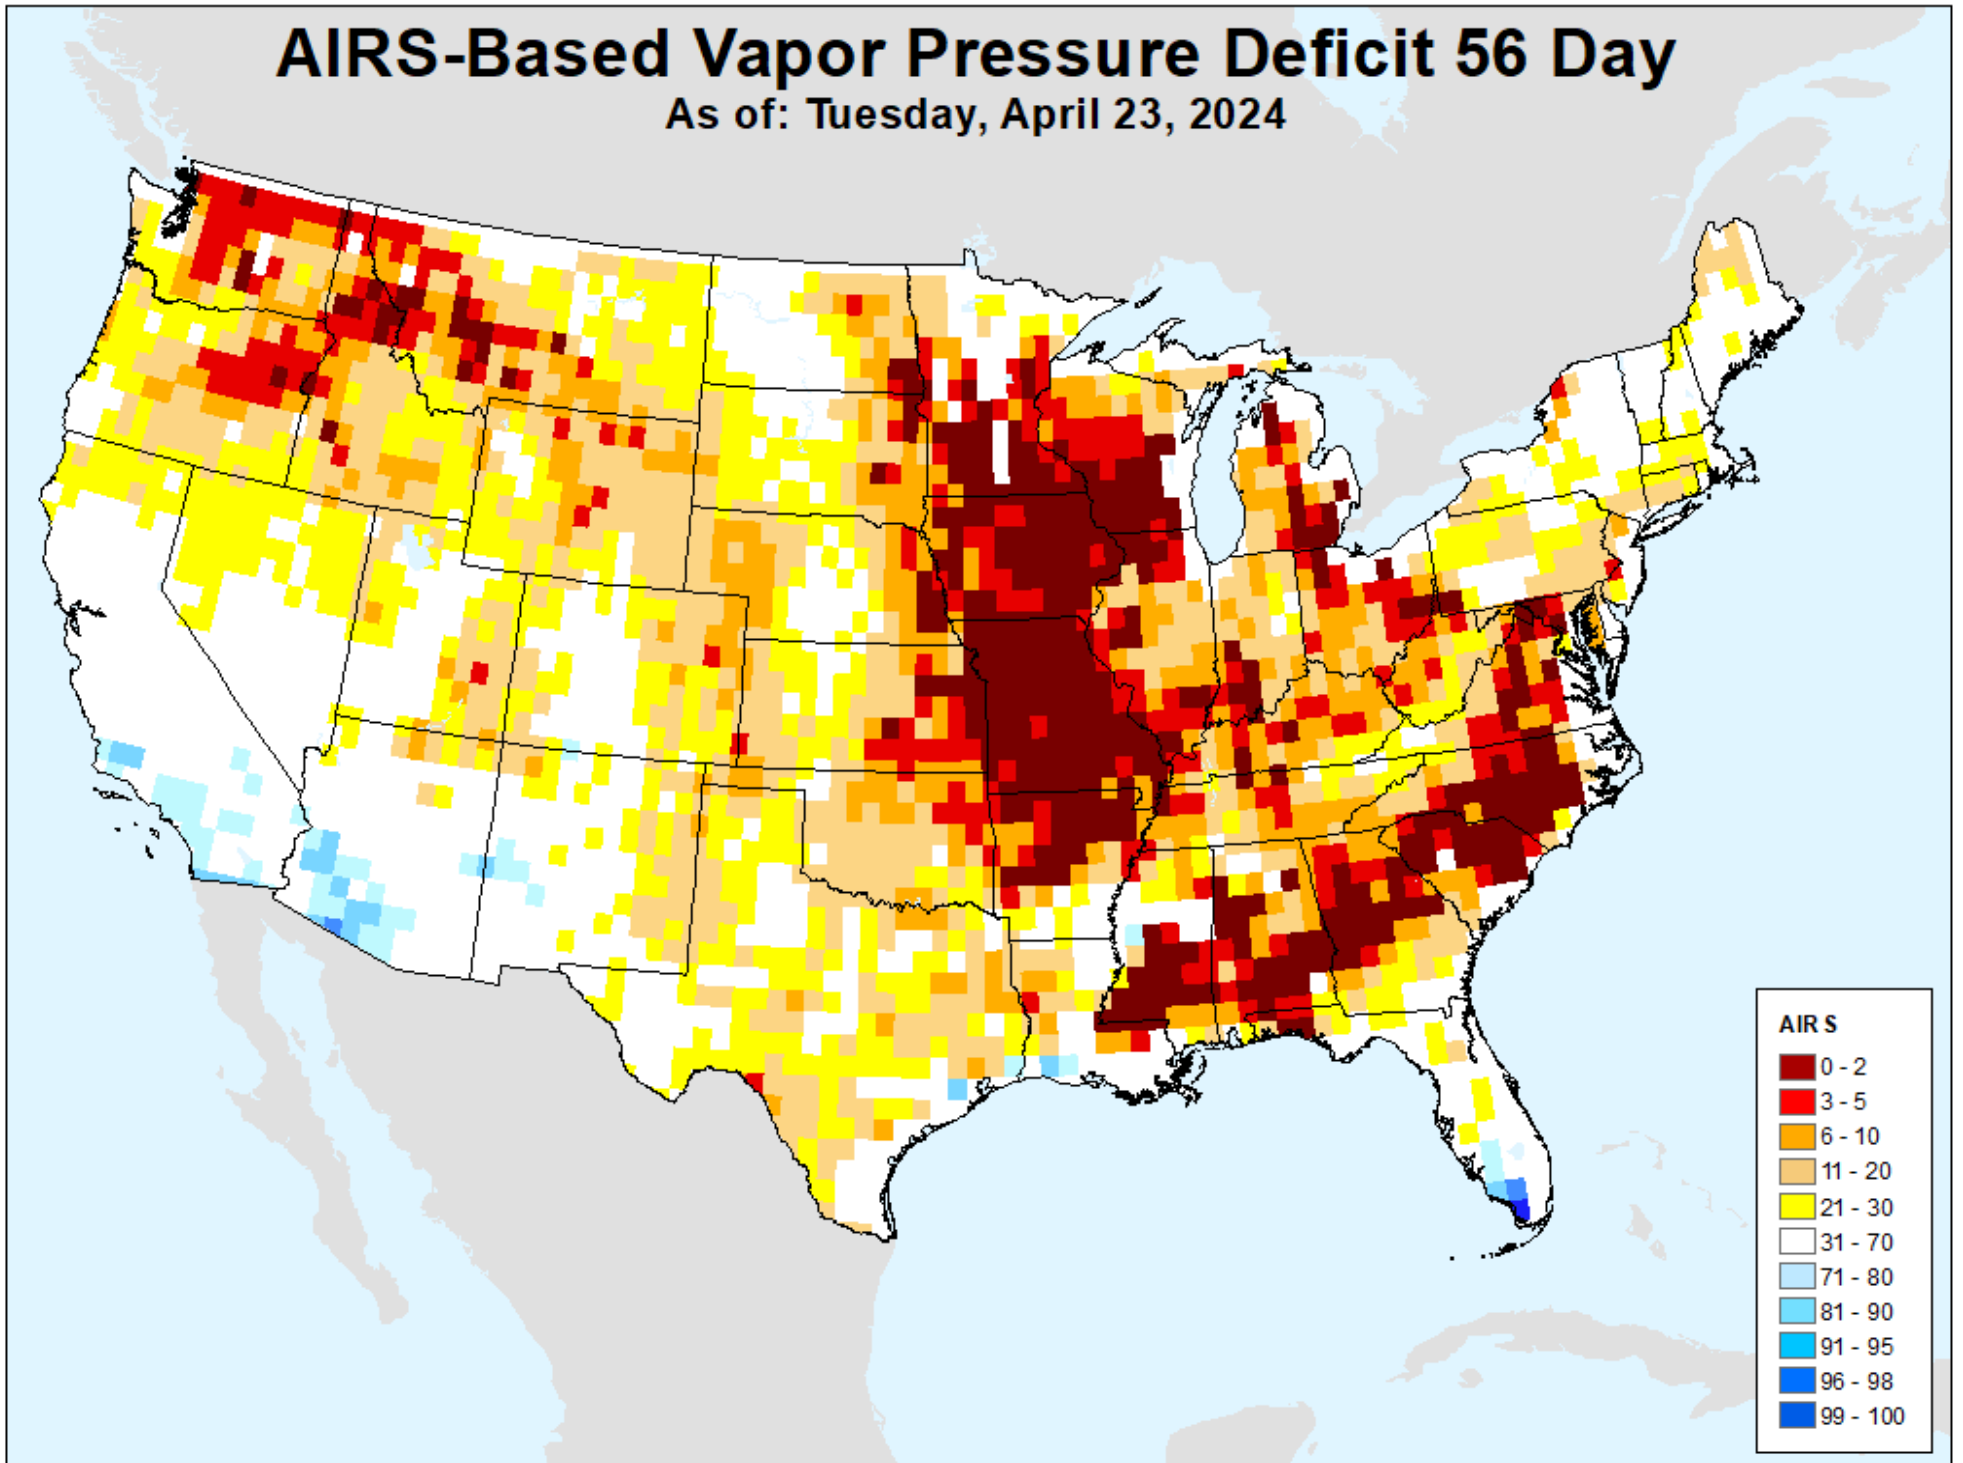 AIRS-Based Vapor Pressure Deficit 56 Day
As of: Tuesday, April 23, 2024
AIRS
0 - 2
3 - 5
6 - 10
11 - 20
21 - 30
31 - 70
71 - 80
81 - 90
91 - 95
96 - 98
99 - 100